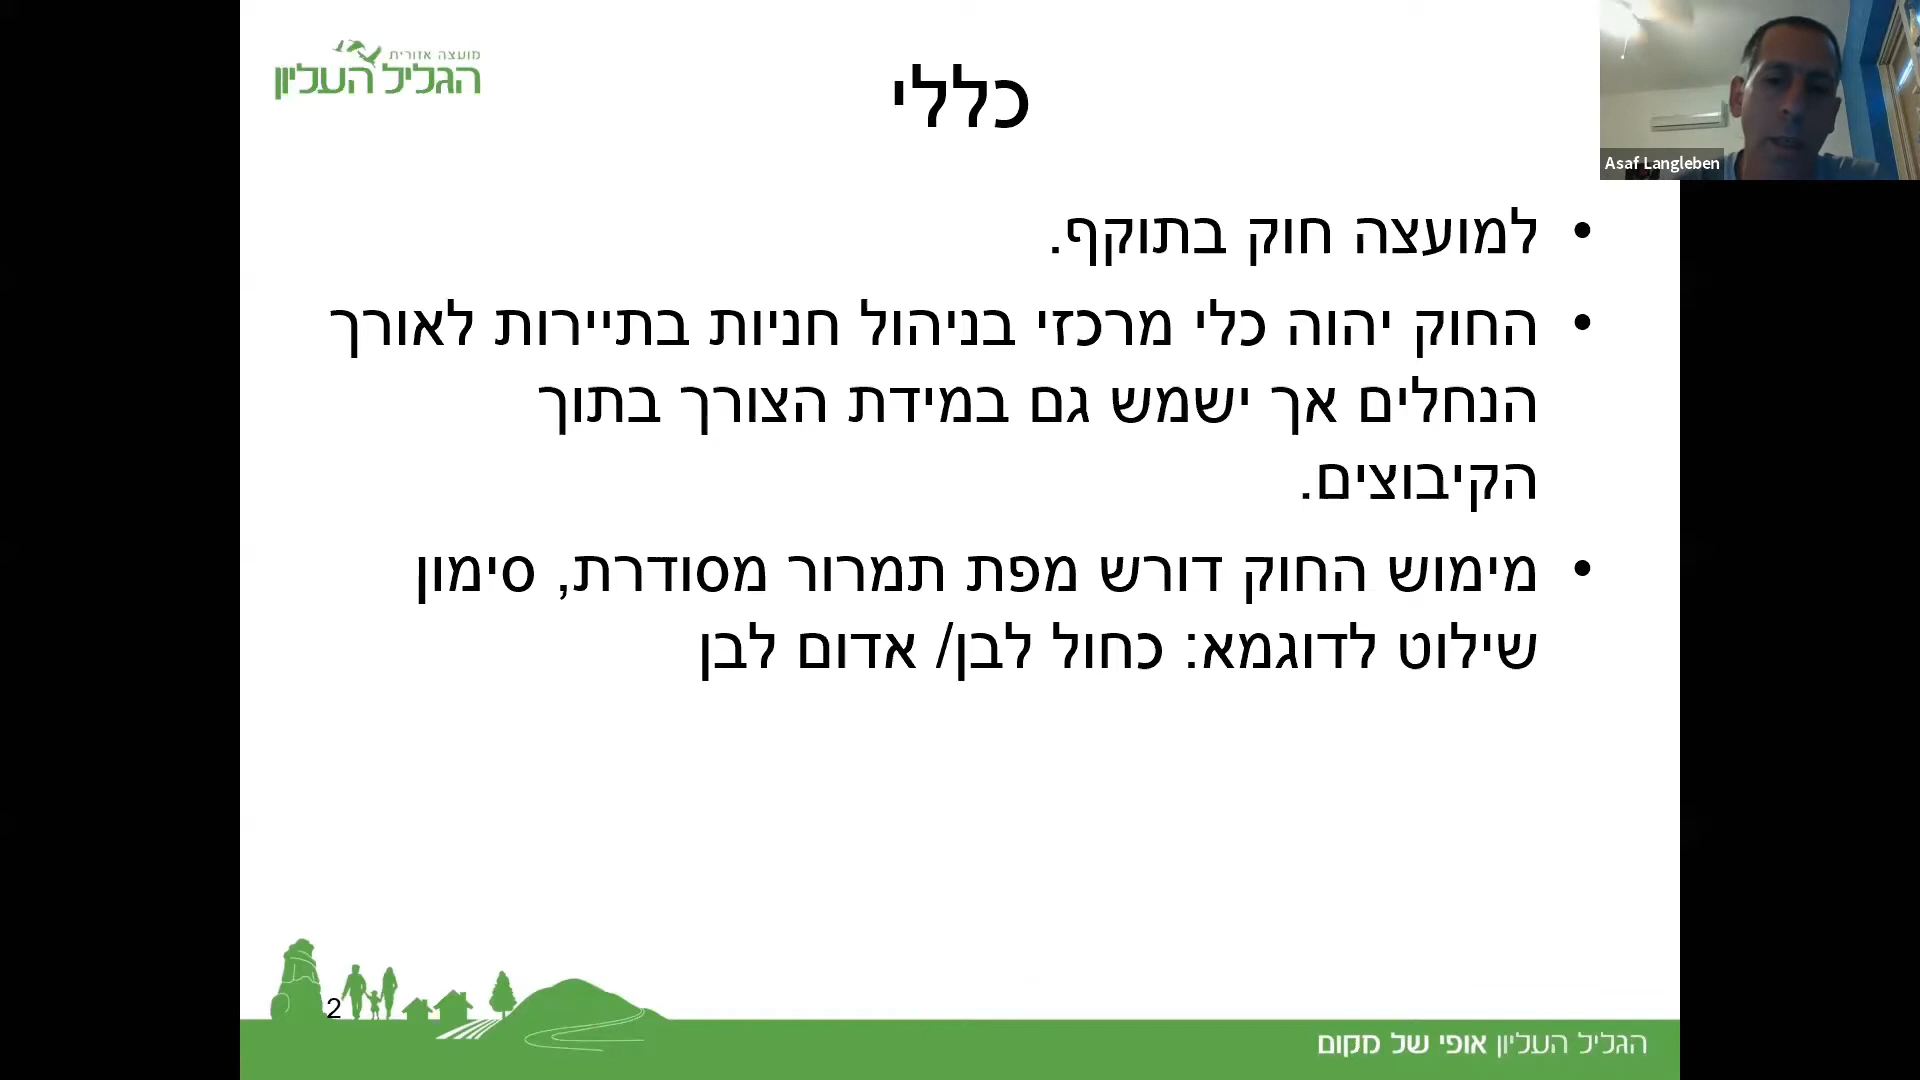 מועצה אזורית
הגליל העליון
כללי
Asaf Langleben
• למועצה חוק בתוקף.
• החוק יהוה כלי מרכזי בניהול חניות בתיירות לאורך
הנחלים אך ישמש גם במידת הצורך בתוך
הקיבוצים.
• מימוש החוק דורש מפת תמרור מסודרת, סימון
שילוט לדוגמא: כחול לבן/ אדום לבן
2
הגליל העליון אופי של מקום